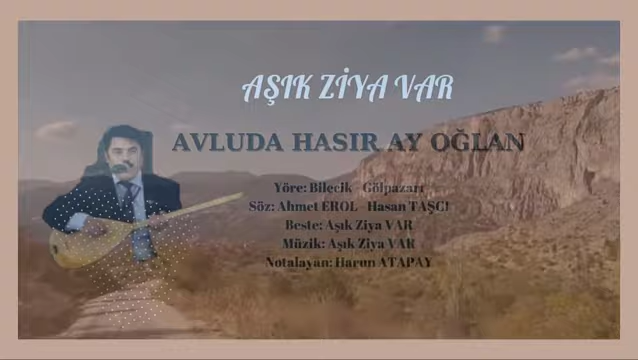 AŞIK ZİYA VAR
AVLUDA HASIR AY OĞLAN
Yöre: Bilecik - Gölpazarı
Söz: Ahmet EROL - Hasan TAŞCI
Beste: Aşık Ziya VAR
Müzik: Aşık Ziya VAR
Notalayan: Harun ATAPAY